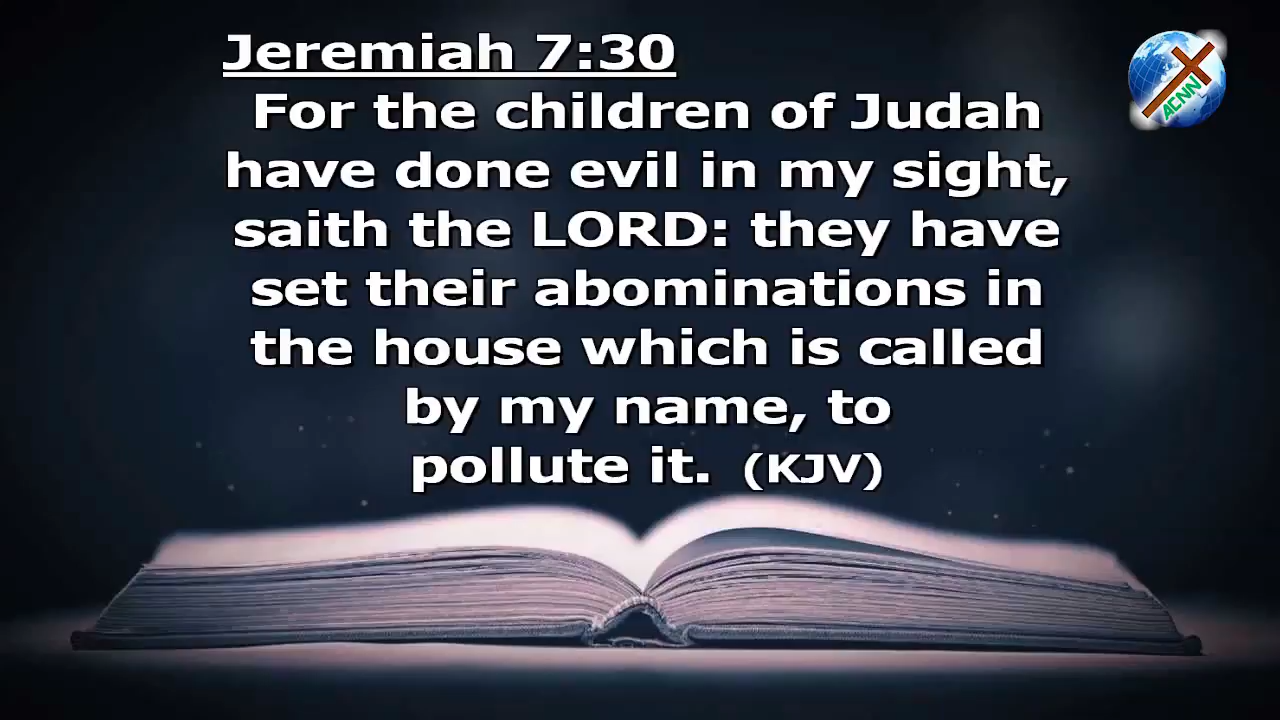 Jeremiah 7:30
For the children of Judah
have done evil in my sight,
saith the LORD: they have
set their abominations in
the house which is called
by my name, to
pollute it. (KJV)
ACNN